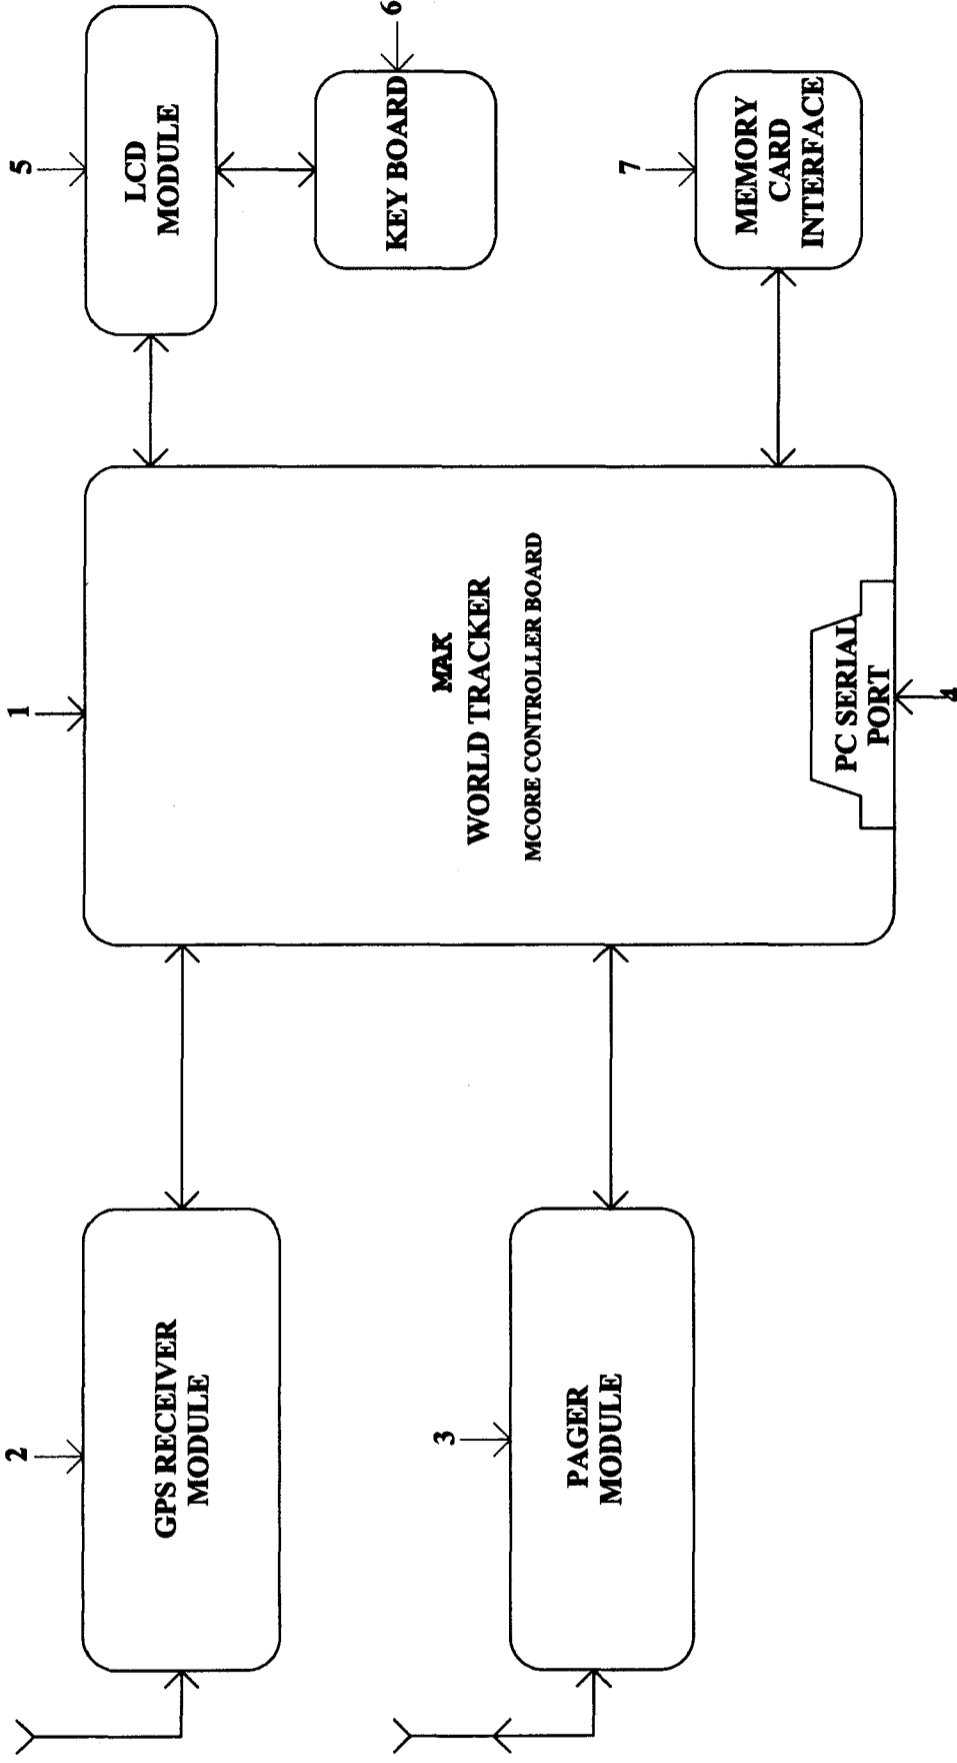 2
GPS RECEIVER
MODULE
3
PAGER
MODULE
1
MAK
WORLD TRACKER
MCORE CONTROLLER BOARD
PC SERIAL
PORT
4
5
LCD
MODULE
6
KEY BOARD
7
MEMORY
CARD
INTERFACE